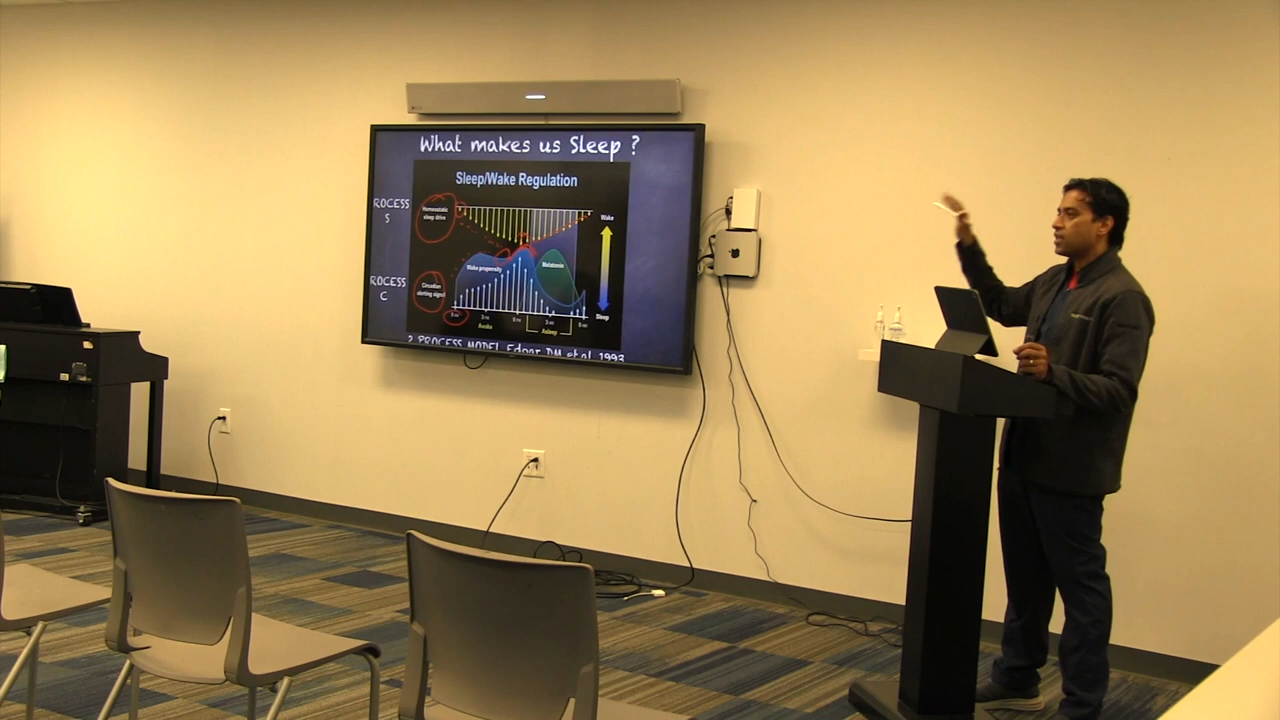 What makes us Sleep ?
Sleep/Wake Regulation
ROCESS
S
Homeostatic
sleep drive
Wake
Wake propensity
Melatonin
ROCESS
C
Circadian
alerting signal
Sleep
Awake
Asleep
2 PROCESS MODEL Edgar DM et al 1993